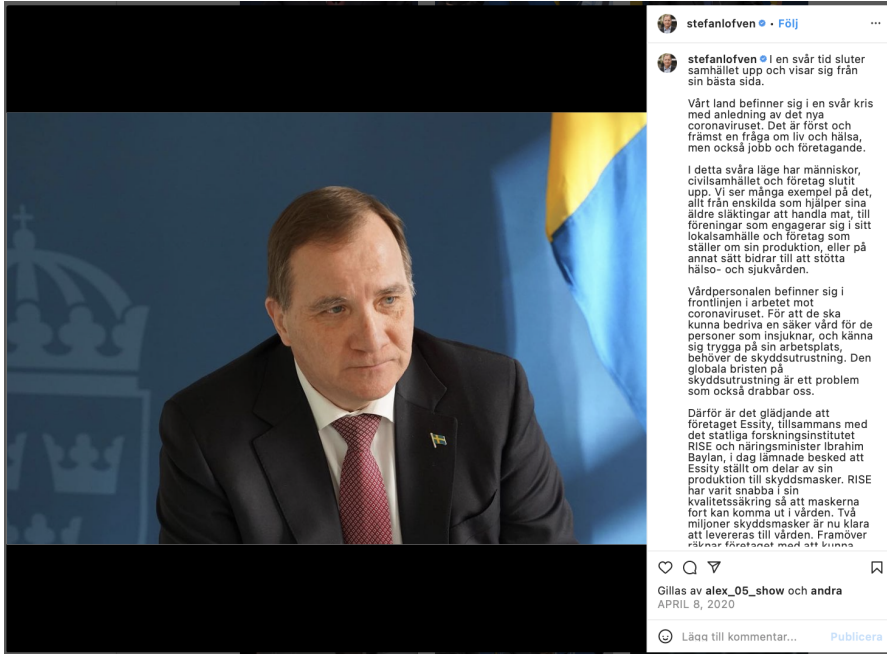 stefanlofven • Följ
stefanlofven I en svår tid sluter
samhället upp och visar sig från
sin bästa sida.
Vårt land befinner sig i en svår kris
med anledning av det nya
coronaviruset. Det är först och
främst en fråga om liv och hälsa,
men också jobb och företagande.
I detta svåra läge har människor,
civilsamhället och företag slutit
upp. Vi ser många exempel på det,
allt från enskilda som hjälper sina
äldre släktingar att handla mat, till
föreningar som engagerar sig i sitt
lokalsamhälle och företag som
ställer om sin produktion, eller på
annat sätt bidrar till att stötta
hälso- och sjukvården.
Vårdpersonalen befinner sig i
frontlinjen i arbetet mot
coronaviruset. För att de ska
kunna bedriva en säker vård för de
personer som insjuknar, och känna
sig trygga på sin arbetsplats,
behöver de skyddsutrustning. Den
globala bristen på
skyddsutrustning är ett problem
som också drabbar oss.
Därför är det glädjande att
företaget Essity, tillsammans med
det statliga forskningsinstitutet
RISE och näringsminister Ibrahim
Baylan, i dag lämnade besked att
Essity ställt om delar av sin
produktion till skyddsmasker. RISE
har varit snabba i sin
kvalitetssäkring så att maskerna
fort kan komma ut i vården. Två
miljoner skyddsmasker är nu klara
att levereras till vården. Framöver
räknar företaget med att kunna
Gillas av alex_05_show och andra
APRIL 8, 2020
Lägg till kommentar... Publicera